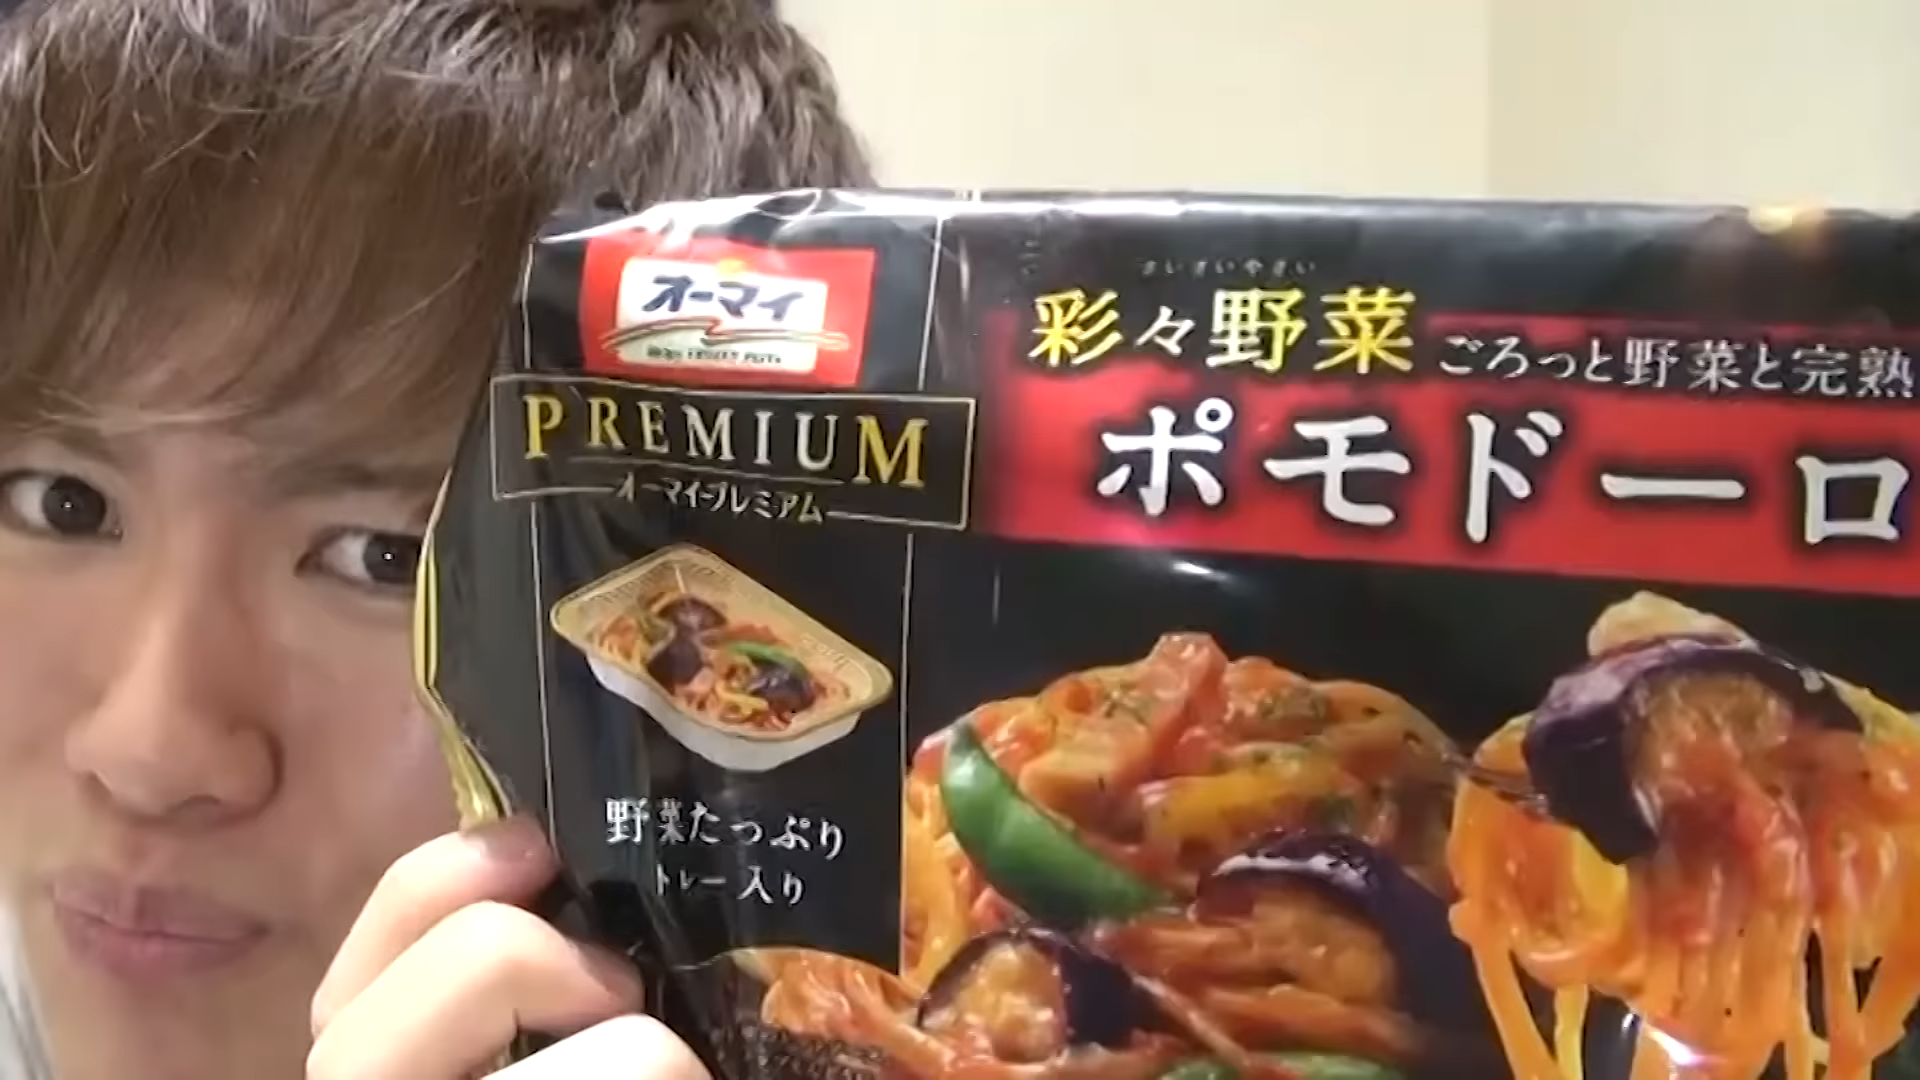 オーマイ
PREMIUM
オーマイプレミアム
野菜たっぷり
トレー入り
さいさいやさい
彩々野菜
ごろっと野菜と完熟
ポモドーロ